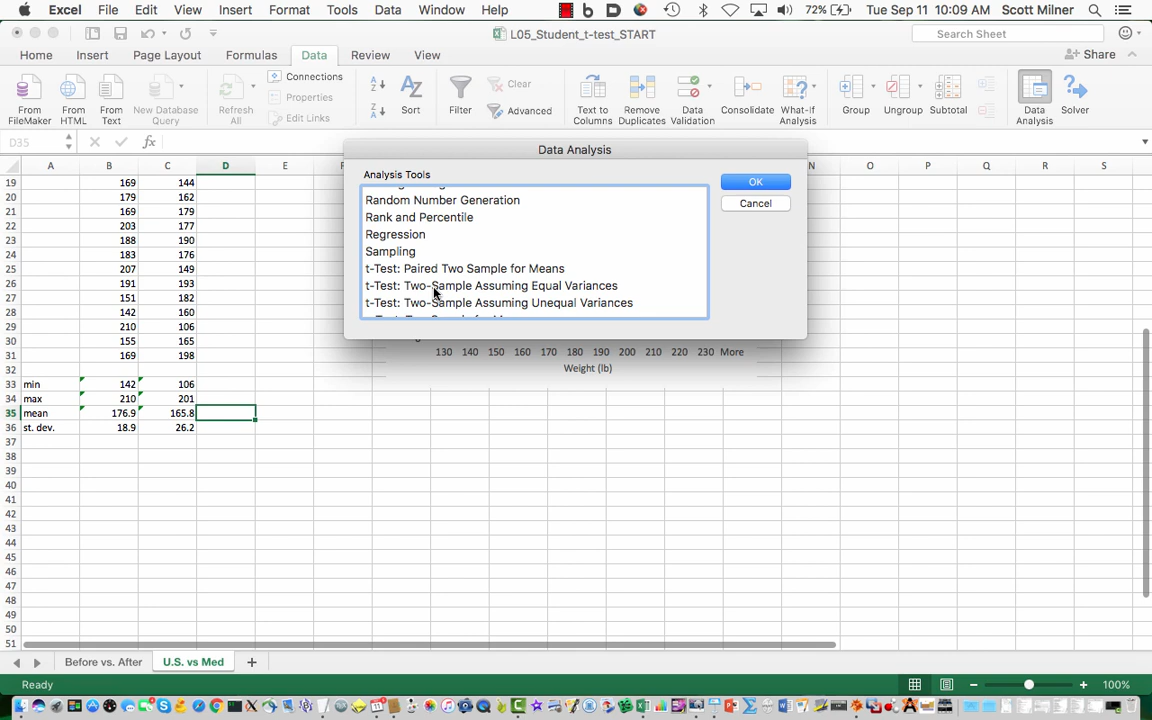 Excel File Edit View Insert Format Tools Data Window Help 72% Tue Sep 11 10:09 AM Scott Milner
L05_Student_t-test_START Search Sheet
Home Insert Page Layout Formulas Data Review View Share
From FileMaker From HTML From Text New Database Query Refresh All Connections Properties Edit Links Sort Filter Clear Advanced Text to Columns Remove Duplicates Data Validation Consolidate What-If Analysis Group Ungroup Subtotal Data Analysis Solver
D35 fx
Data Analysis
Analysis Tools
Random Number Generation
Rank and Percentile
Regression
Sampling
t-Test: Paired Two Sample for Means
t-Test: Two-Sample Assuming Equal Variances
t-Test: Two-Sample Assuming Unequal Variances
OK
Cancel
A B C D E N O P Q R S
19 169 144
20 179 162
21 169 179
22 203 177
23 188 190
24 183 176
25 207 149
26 191 193
27 151 182
28 142 160
29 210 106
30 155 165
31 169 198
32
33 min 142 106
34 max 210 201
35 mean 176.9 165.8
36 st. dev. 18.9 26.2
37
38
39
40
41
42
43
44
45
46
47
48
49
50
51
130 140 150 160 170 180 190 200 210 220 230 More
Weight (lb)
Before vs. After U.S. vs Med
Ready 100%